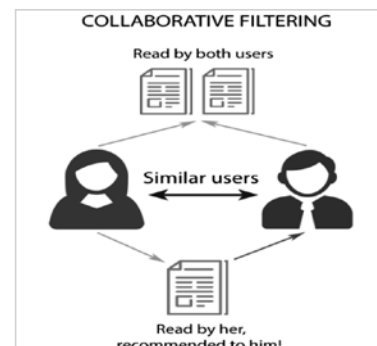 COLLABORATIVE FILTERING
Read by both users
Similar users
Read by her,
recommended to him!